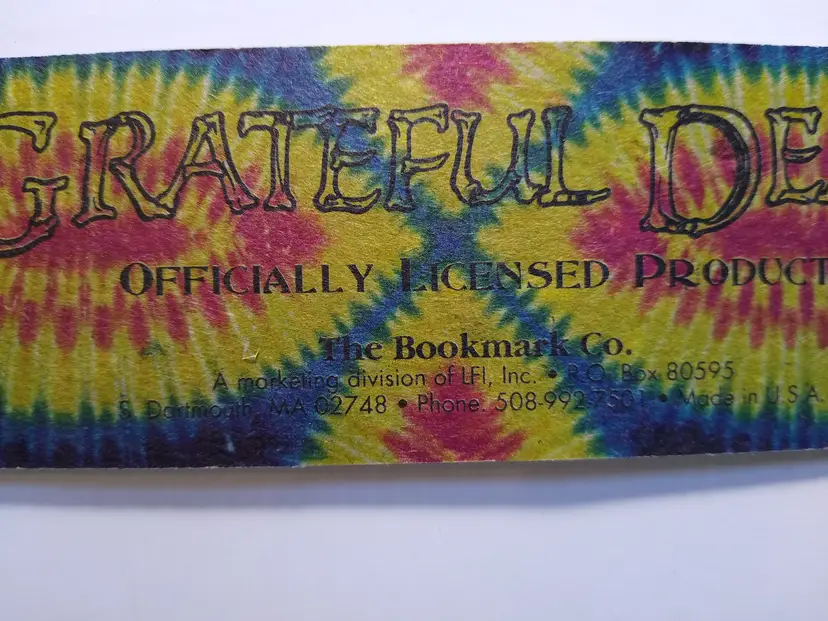 GRATEFUL DE
OFFICIALLY LICENSED PRODUCT
The Bookmark Co.
A marketing division of LFI, Inc. • P.O. Box 80595
S. Dartmouth, MA 02748 • Phone. 508-992-7501 • Made in U.S.A.